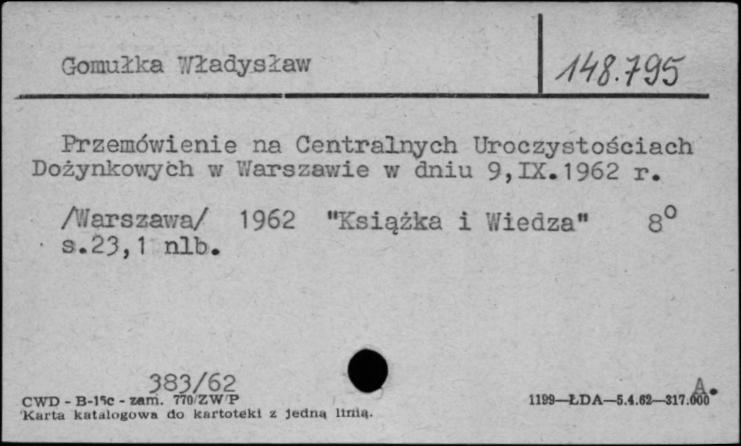 Gomułka Władysław
148.795
Przemówienie na Centralnych Uroczystościach
Dożynkowych w Warszawie w dniu 9,IX.1962 r.
/Warszawa/ 1962 "Książka i Wiedza" 8°
s.23,1 nlb.
383/62
A.
CWD - B-15c - zam. 770/ZW/P
1199—ŁDA—5.4.62—317.000
Karta katalogowa do kartoteki z jedną linią.